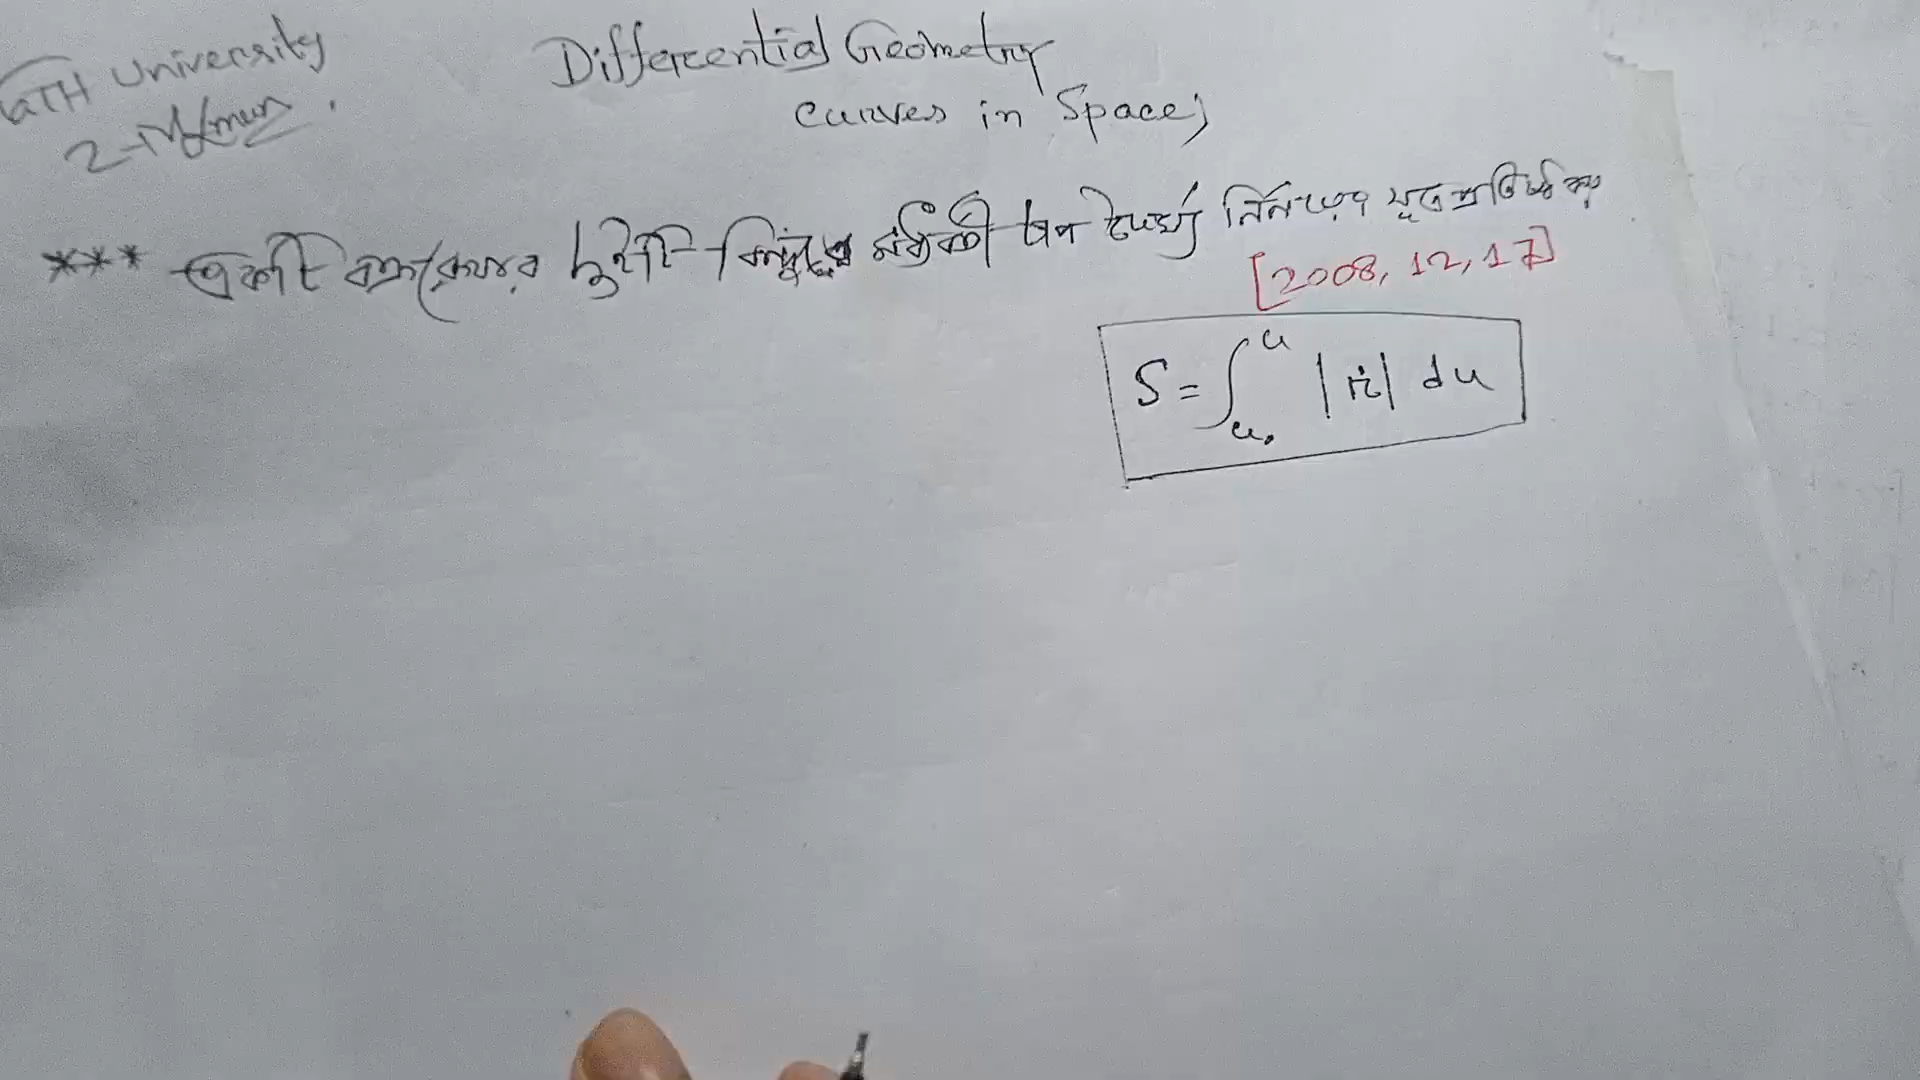 MATH University
Differential Geometry
Curves in Space;
*** একটি বক্ররেখার দুইটি বিন্দুর মধ্যবর্তী চাপ দৈর্ঘ্য নির্ণয়ের সূত্র প্রতিষ্ঠা কর
[2008, 12, 17]
S = ∫_{u₀}^{u} |ṙ| du